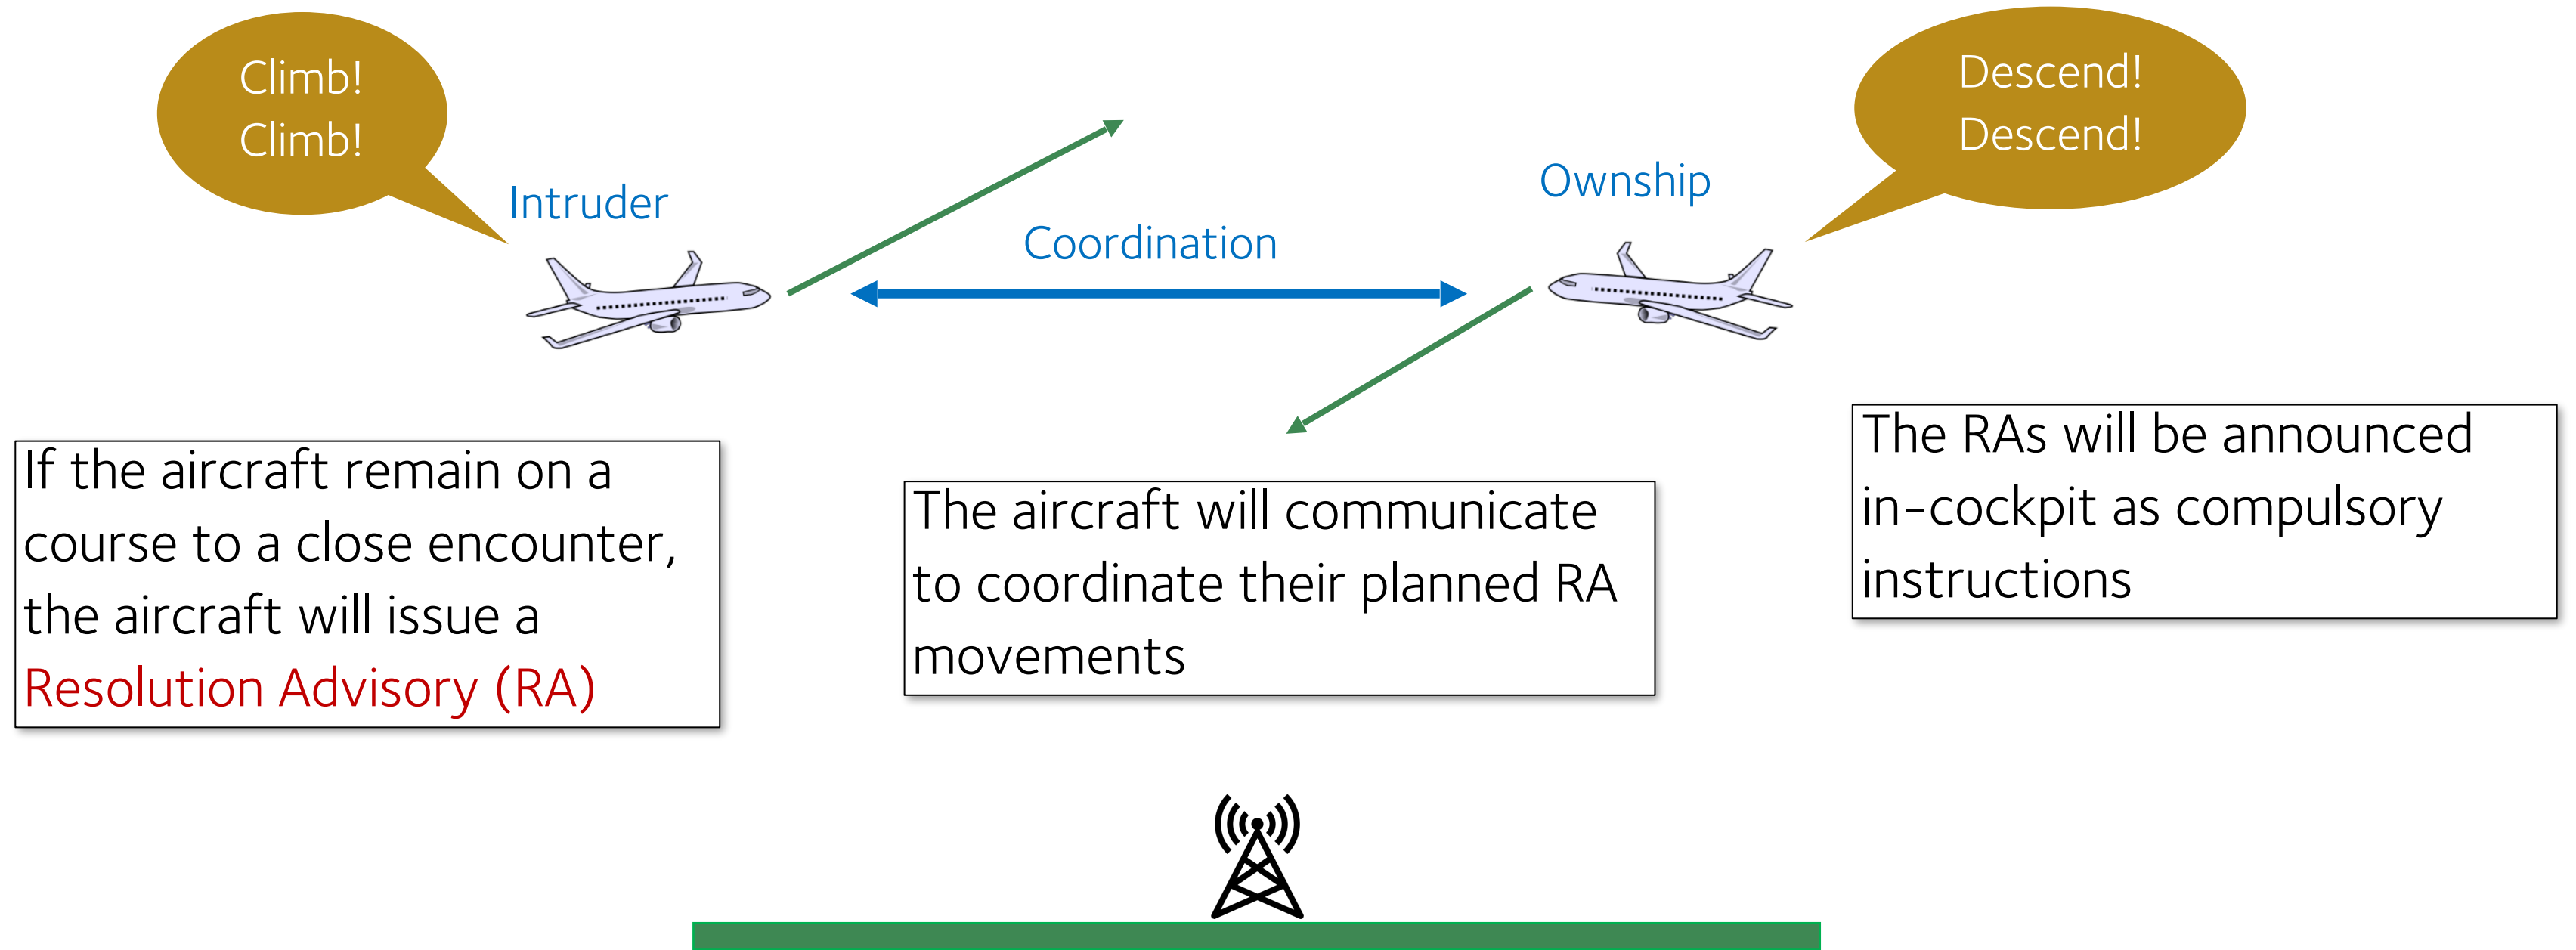 Climb!
Climb!
Intruder
Coordination
Ownship
Descend!
Descend!
If the aircraft remain on a
course to a close encounter,
the aircraft will issue a
Resolution Advisory (RA)
The aircraft will communicate
to coordinate their planned RA
movements
The RAs will be announced
in-cockpit as compulsory
instructions